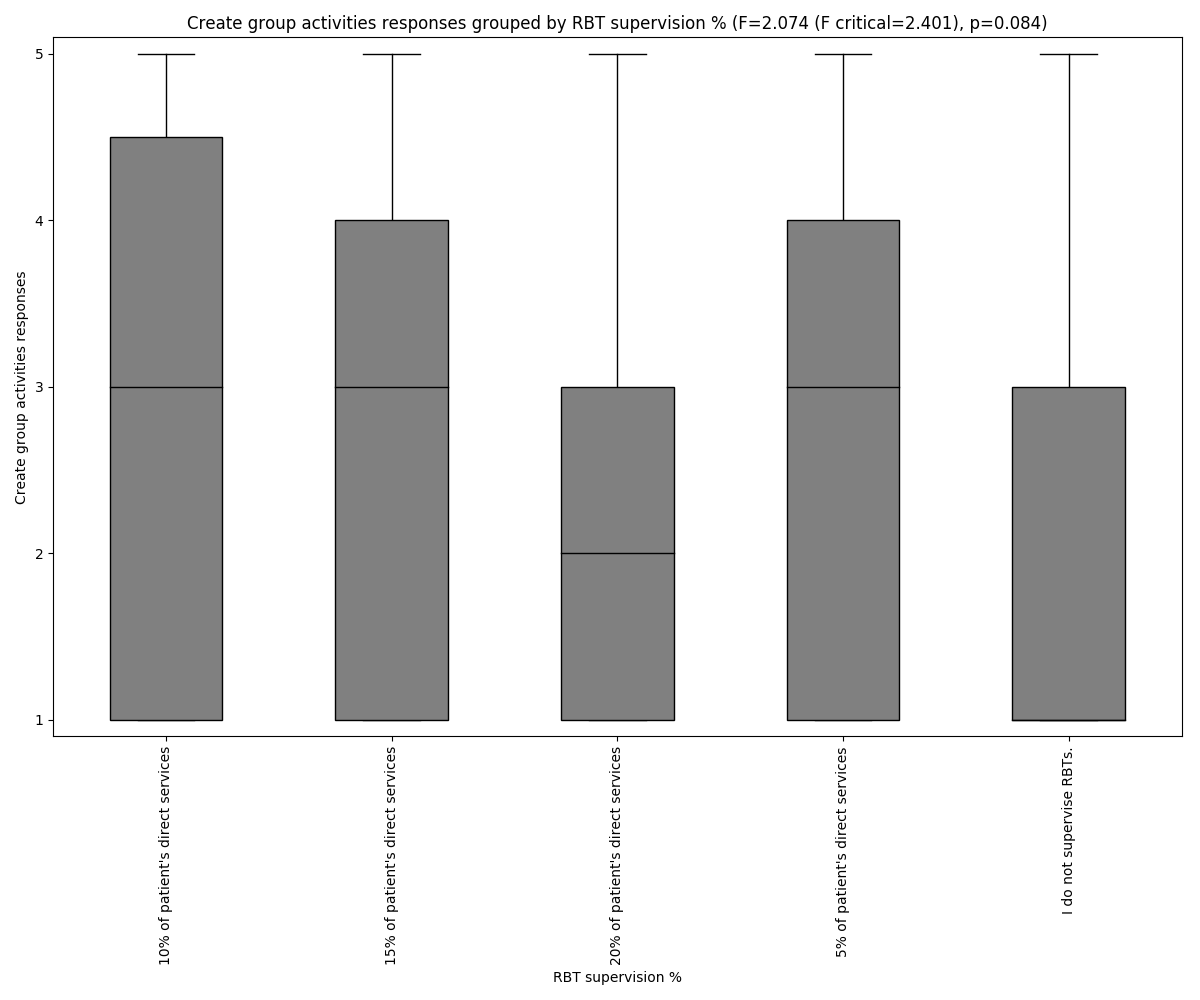 Create group activities responses grouped by RBT supervision % (F=2.074 (F critical=2.401), p=0.084)
Create group activities responses
5
4
3
2
1
10% of patient's direct services
15% of patient's direct services
20% of patient's direct services
5% of patient's direct services
I do not supervise RBTs.
RBT supervision %